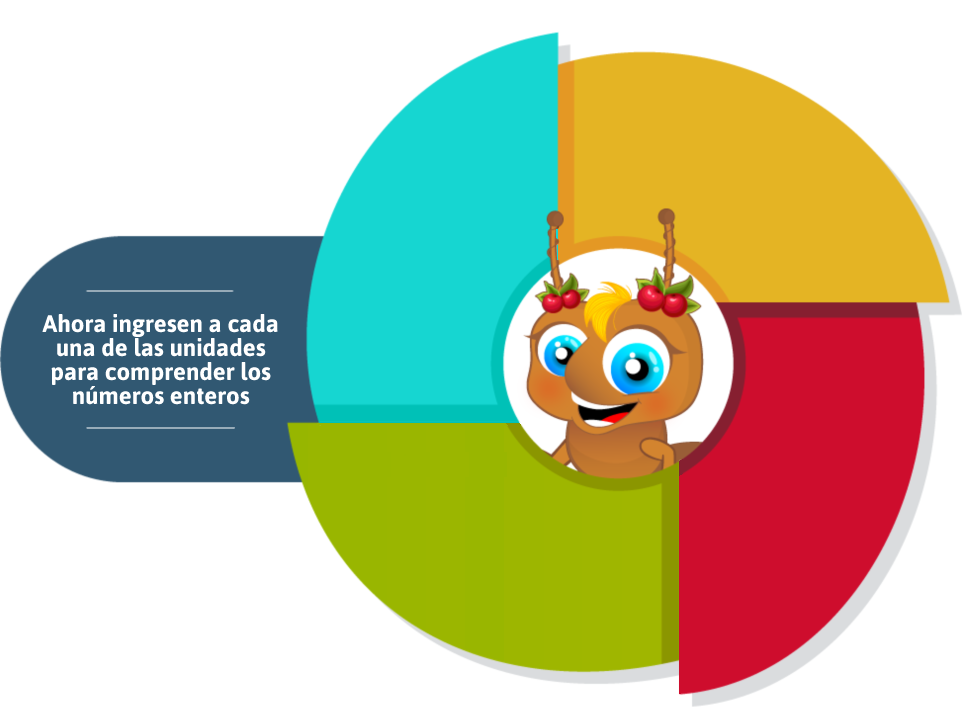 Ahora ingresen a cada
una de las unidades
para comprender los
números enteros